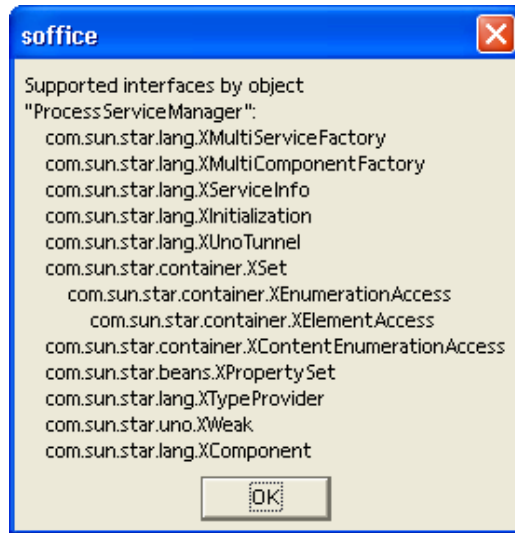 soffice
Supported interfaces by object
"ProcessServiceManager":
com.sun.star.lang.XMultiServiceFactory
com.sun.star.lang.XMultiComponentFactory
com.sun.star.lang.XServiceInfo
com.sun.star.lang.XInitialization
com.sun.star.lang.XUnoTunnel
com.sun.star.container.XSet
com.sun.star.container.XEnumerationAccess
com.sun.star.container.XElementAccess
com.sun.star.container.XContentEnumerationAccess
com.sun.star.beans.XPropertySet
com.sun.star.lang.XTypeProvider
com.sun.star.uno.XWeak
com.sun.star.lang.XComponent
OK